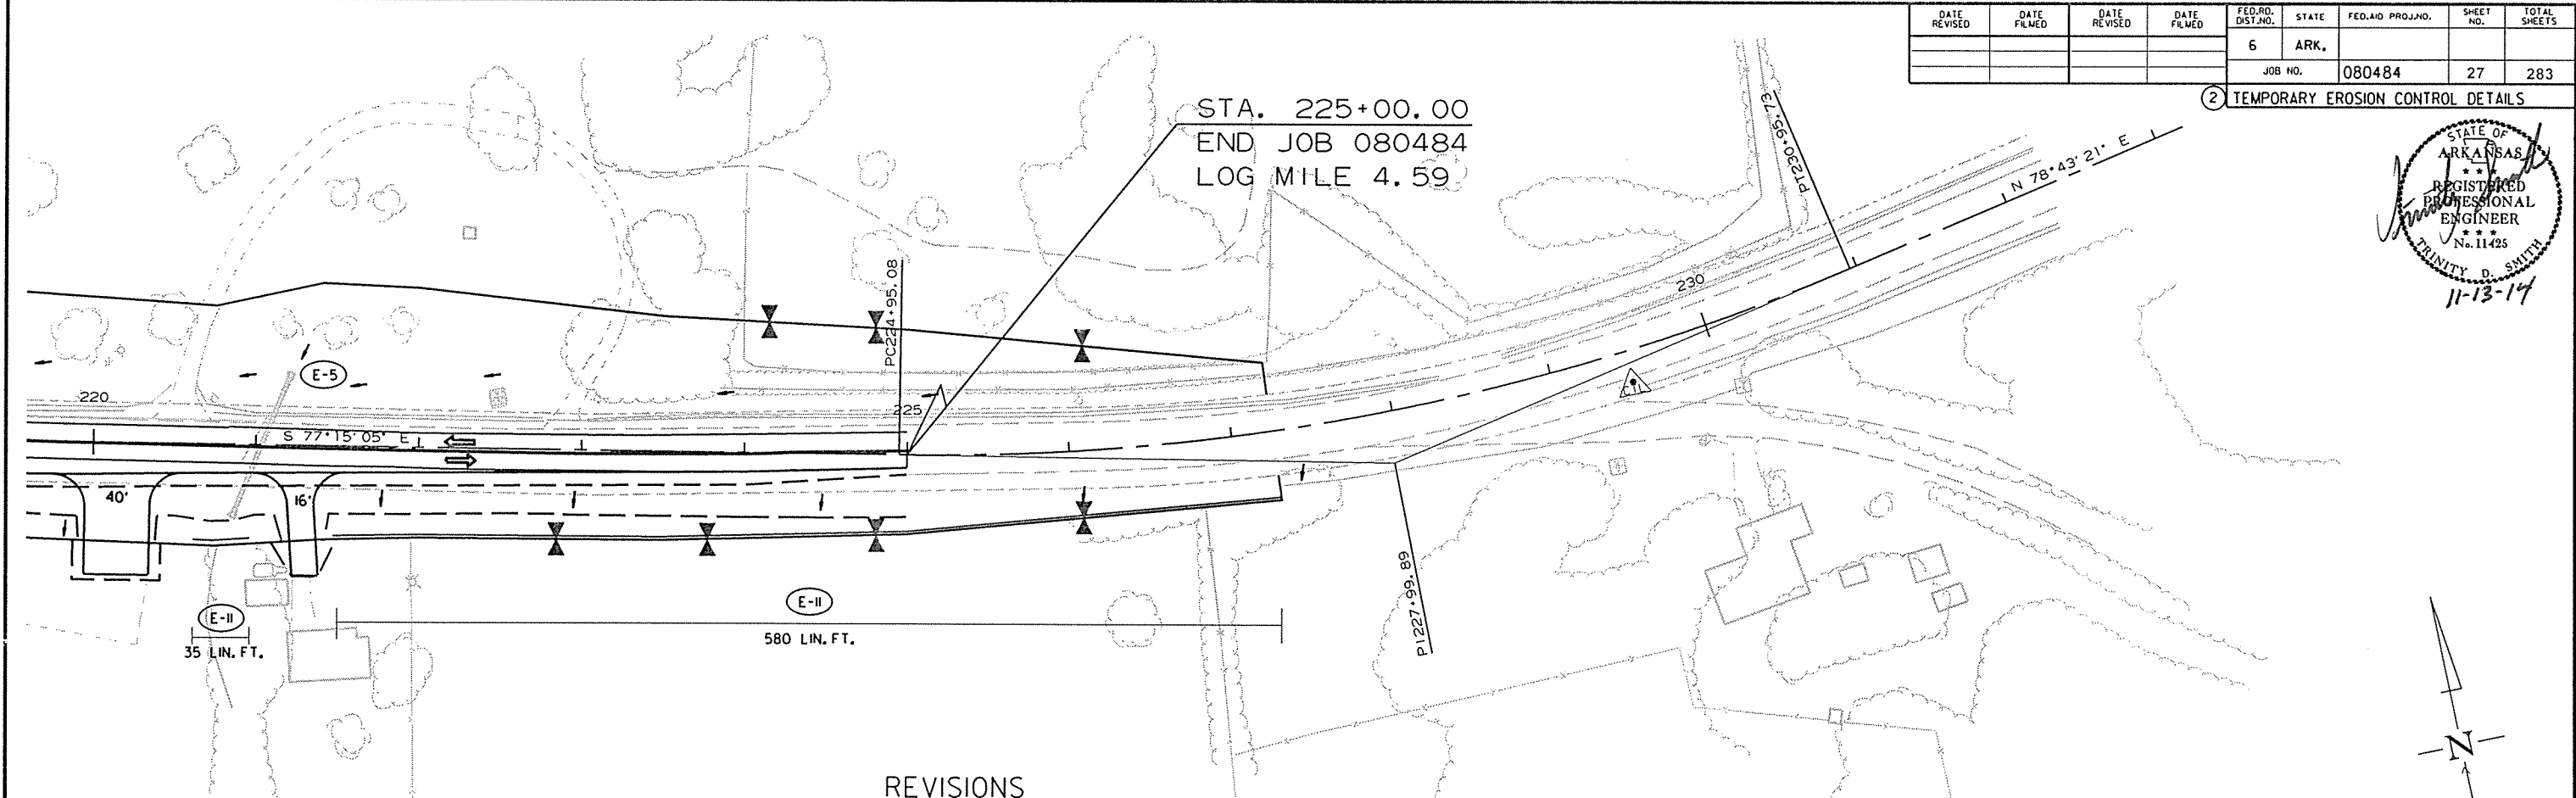 DATE REVISED
DATE FILMED
DATE REVISED
DATE FILMED
FED.RD. DIST.NO.
STATE
FED.AID PROJ.NO.
SHEET NO.
TOTAL SHEETS
6
ARK.
JOB NO.
080484
27
283
2
TEMPORARY EROSION CONTROL DETAILS
STATE OF
ARKANSAS
★ ★ ★
REGISTERED
PROFESSIONAL
ENGINEER
★ ★ ★
No. 11425
TRINITY D. SMITH
11-13-14
STA. 225+00.00
END JOB 080484
LOG MILE 4.59
PT230+95.73
N 78°43'21" E
230
PC224+95.08
E-5
220
225
S 77°15'05" E
40'
16'
PI227+99.89
E-11
35 LIN. FT.
E-11
580 LIN. FT.
N
REVISIONS